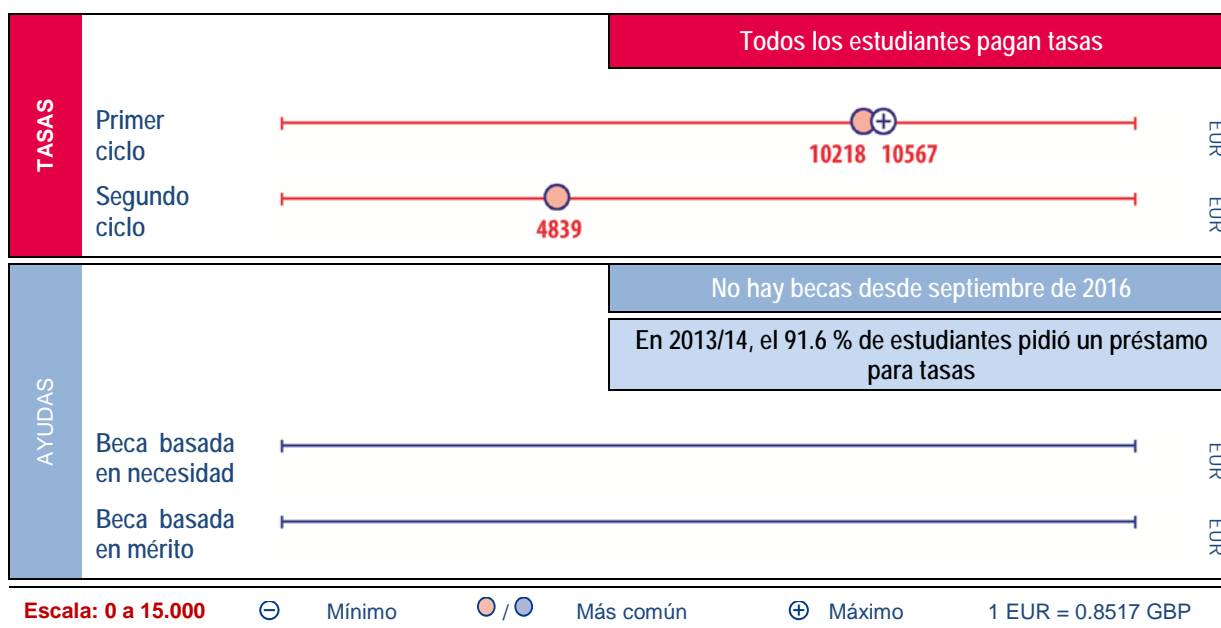 Todos los estudiantes pagan tasas
TASAS
Primer
ciclo
10218 10567
EUR
Segundo
ciclo
4839
EUR
No hay becas desde septiembre de 2016
En 2013/14, el 91.6 % de estudiantes pidió un préstamo
para tasas
AYUDAS
Beca basada
en necesidad
EUR
Beca basada
en mérito
EUR
Escala: 0 a 15.000 Mínimo / Más común Máximo 1 EUR = 0.8517 GBP